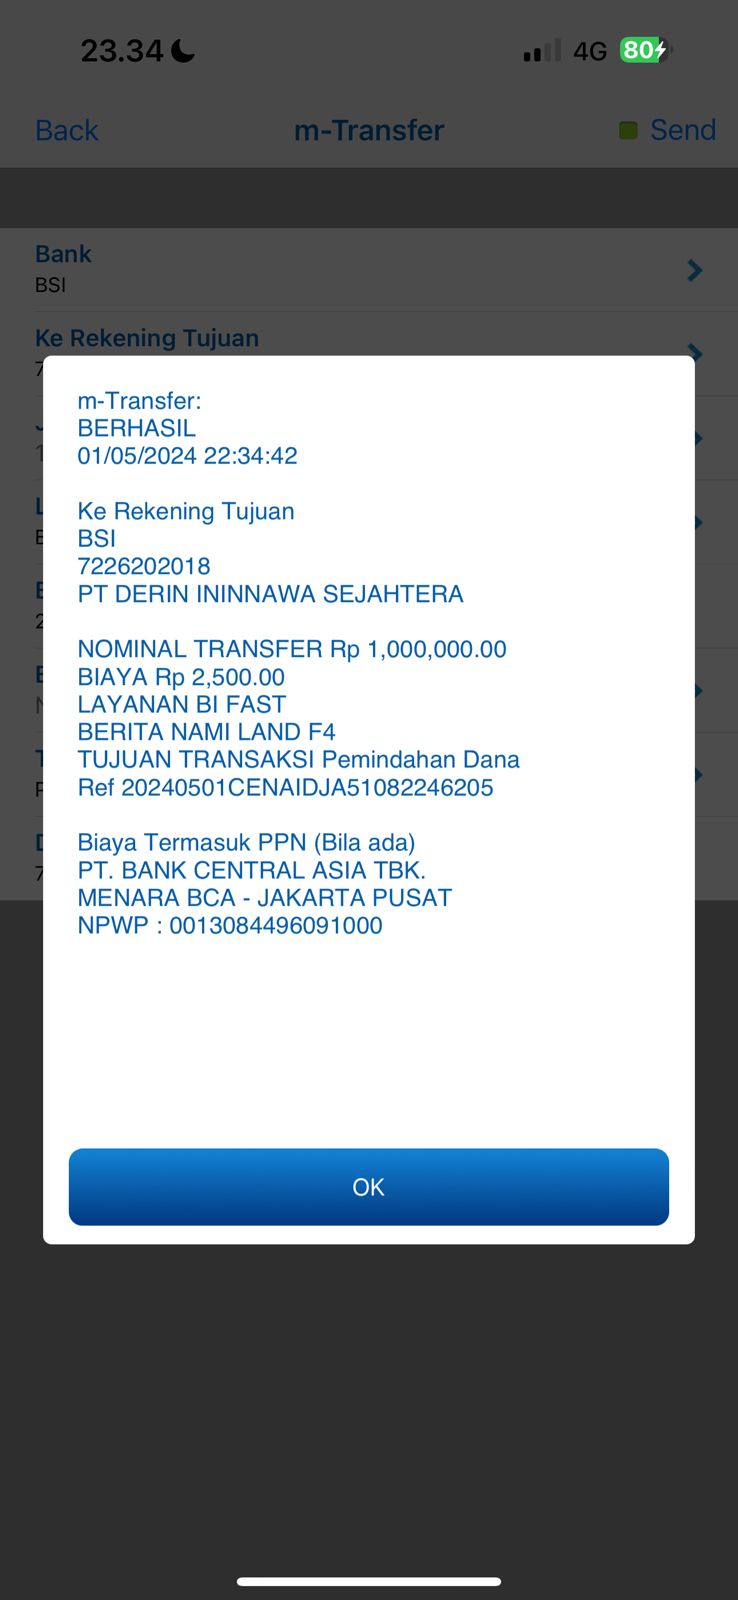 23.34
4G 80
Back m-Transfer Send
Bank
BSI
Ke Rekening Tujuan
m-Transfer:
BERHASIL
01/05/2024 22:34:42
Ke Rekening Tujuan
BSI
7226202018
PT DERIN ININNAWA SEJAHTERA
NOMINAL TRANSFER Rp 1,000,000.00
BIAYA Rp 2,500.00
LAYANAN BI FAST
BERITA NAMI LAND F4
TUJUAN TRANSAKSI Pemindahan Dana
Ref 20240501CENAIDJA51082246205
Biaya Termasuk PPN (Bila ada)
PT. BANK CENTRAL ASIA TBK.
MENARA BCA - JAKARTA PUSAT
NPWP : 0013084496091000
OK